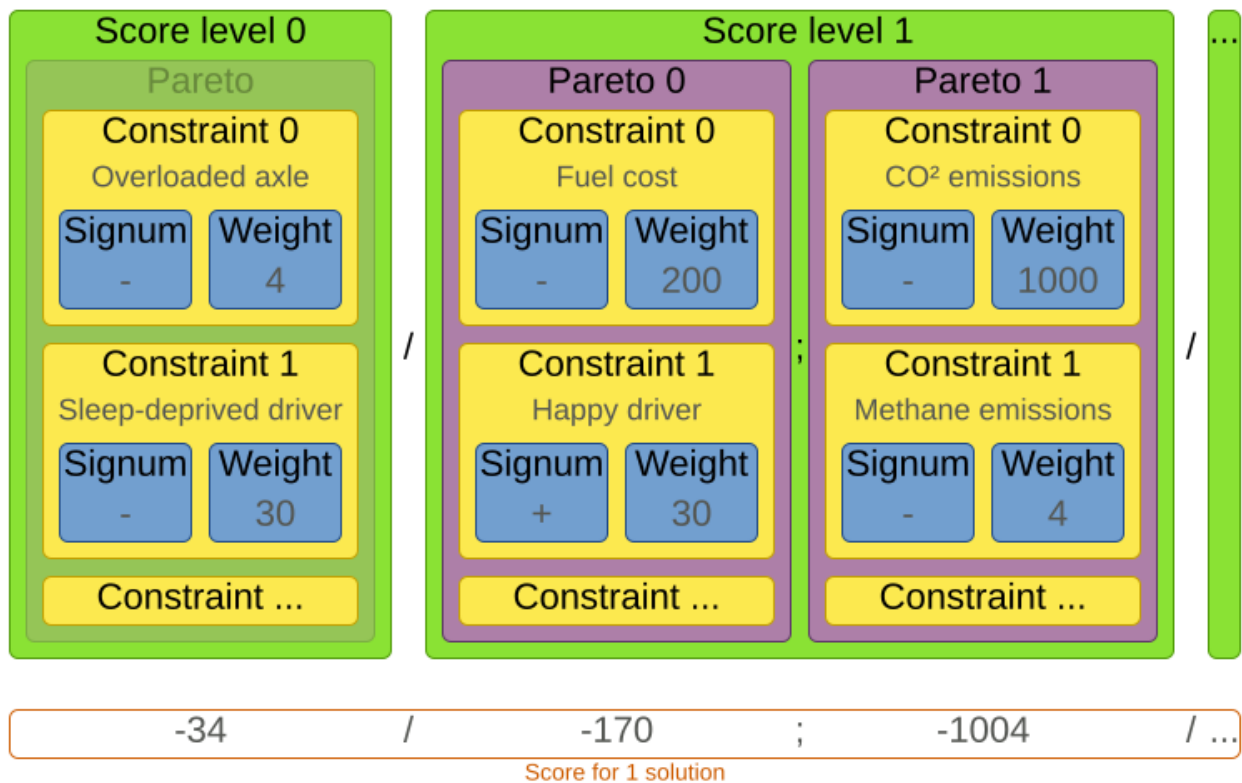 Score level 0
Pareto
Constraint 0
Overloaded axle
Signum Weight
- 4
Constraint 1
Sleep-deprived driver
Signum Weight
- 30
Constraint ...
/
Score level 1
Pareto 0
Constraint 0
Fuel cost
Signum Weight
- 200
Constraint 1
Happy driver
Signum Weight
+ 30
Constraint ...
;
Pareto 1
Constraint 0
CO² emissions
Signum Weight
- 1000
Constraint 1
Methane emissions
Signum Weight
- 4
Constraint ...
/
...
-34 / -170 ; -1004 / ...
Score for 1 solution